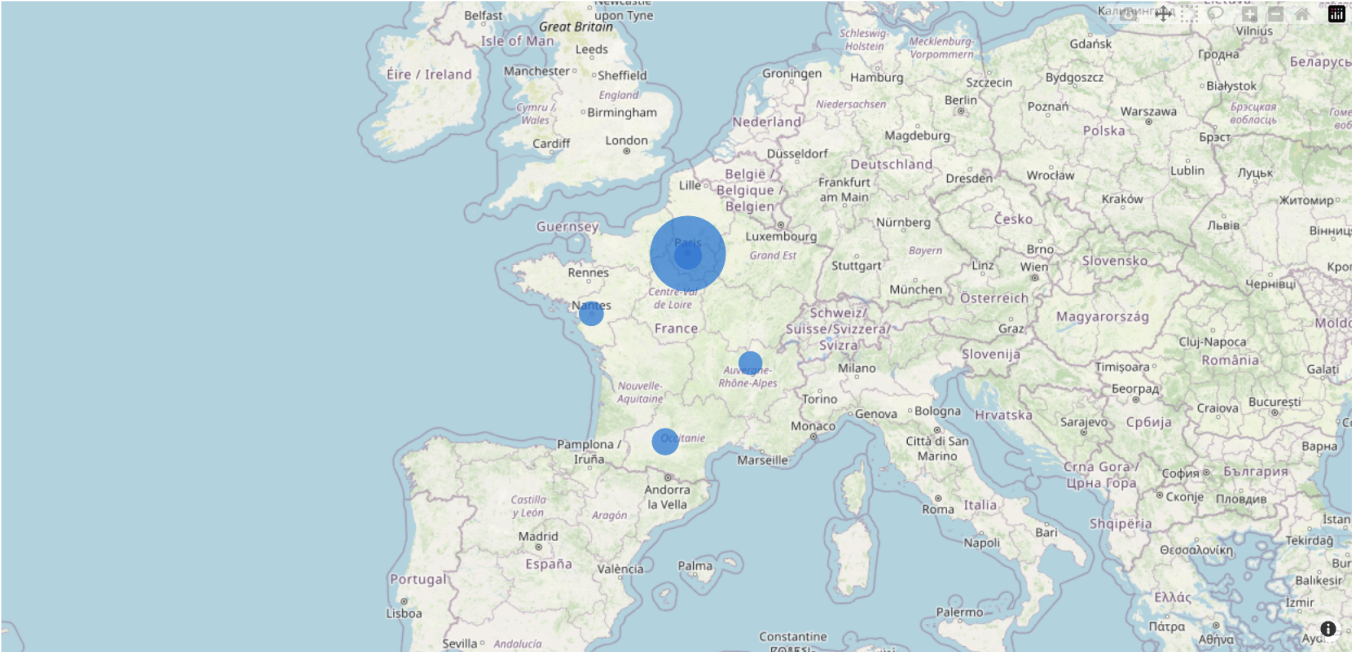 Belfast
Newcastle
upon Tyne
Great Britain
Isle of Man
Leeds
Éire / Ireland
Manchester
Sheffield
England
Cymru /
Wales
Birmingham
Cardiff
London
Schleswig-
Holstein
Mecklenburg-
Vorpommern
Gdańsk
Калининград
Lietuva
Vilnius
Гродна
Беларусь
Groningen
Hamburg
Szczecin
Bydgoszcz
Białystok
Niedersachsen
Berlin
Poznań
Warszawa
Брэсцкая
вобласць
Nederland
Magdeburg
Polska
Брэст
Düsseldorf
Deutschland
Lille
België /
Belgique /
Belgien
Frankfurt
am Main
Dresden
Wrocław
Lublin
Луцьк
Kraków
Житомир
Guernsey
Luxembourg
Nürnberg
Česko
Львів
Paris
Grand Est
Stuttgart
Bayern
Brno
Linz
Wien
Slovensko
Rennes
München
Чернівці
Centre-Val
de Loire
Österreich
Nantes
France
Schweiz/
Suisse/Svizzera/
Svizra
Graz
Magyarország
Cluj-Napoca
România
Auvergne-
Rhône-Alpes
Milano
Slovenija
Timișoara
Galați
Nouvelle-
Aquitaine
Torino
Београд
București
Craiova
Genova
Bologna
Hrvatska
Sarajevo
Србија
Monaco
Occitanie
Pamplona /
Iruña
Marseille
Città di San
Marino
Варна
Crna Gora /
Црна Гора
София
България
Andorra
la Vella
Castilla
y León
Aragón
Roma
Italia
Скопје
Пловдив
Shqipëria
Madrid
España
Napoli
Bari
Θεσσαλονίκη
Tekirdağ
Palma
València
Portugal
Balıkesir
Lisboa
Ελλάς
İzmir
Palermo
Πάτρα
Αθήνα
Sevilla
Andalucía
Constantine